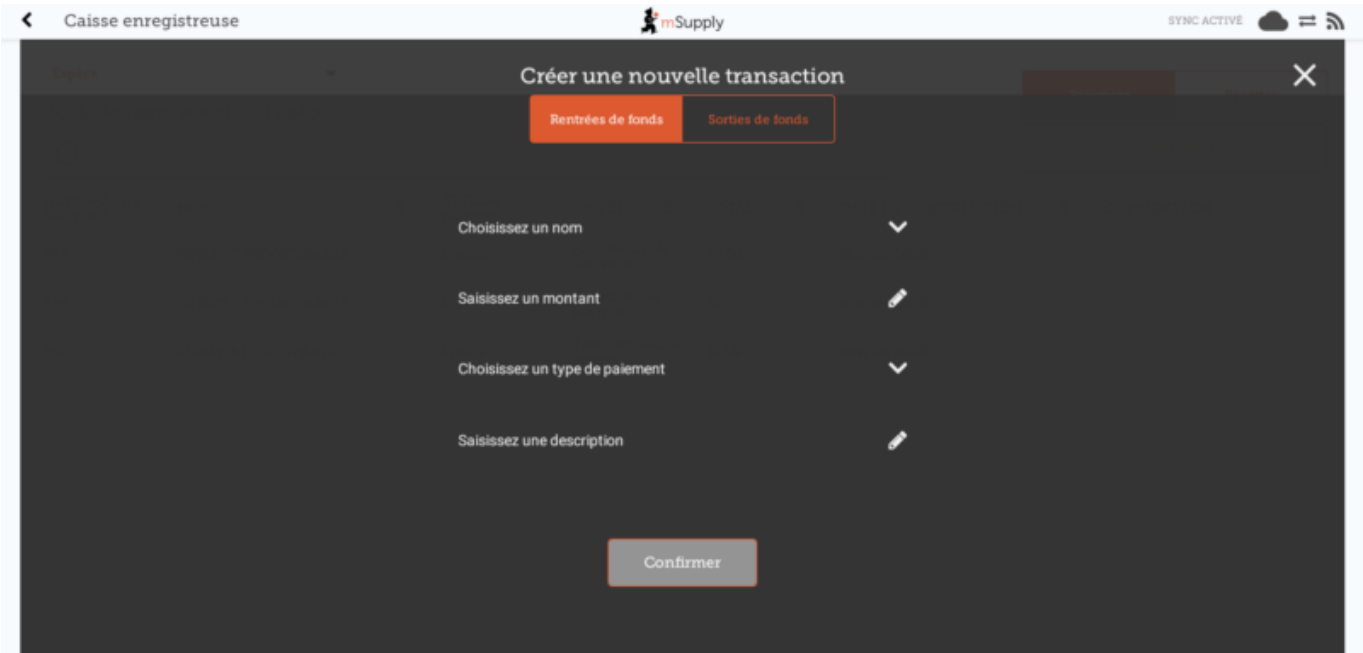 Caisse enregistreuse
mSupply
SYNC ACTIVÉ
Créer une nouvelle transaction
Rentrées de fonds
Sorties de fonds
Choisissez un nom
Saisissez un montant
Choisissez un type de paiement
Saisissez une description
Confirmer